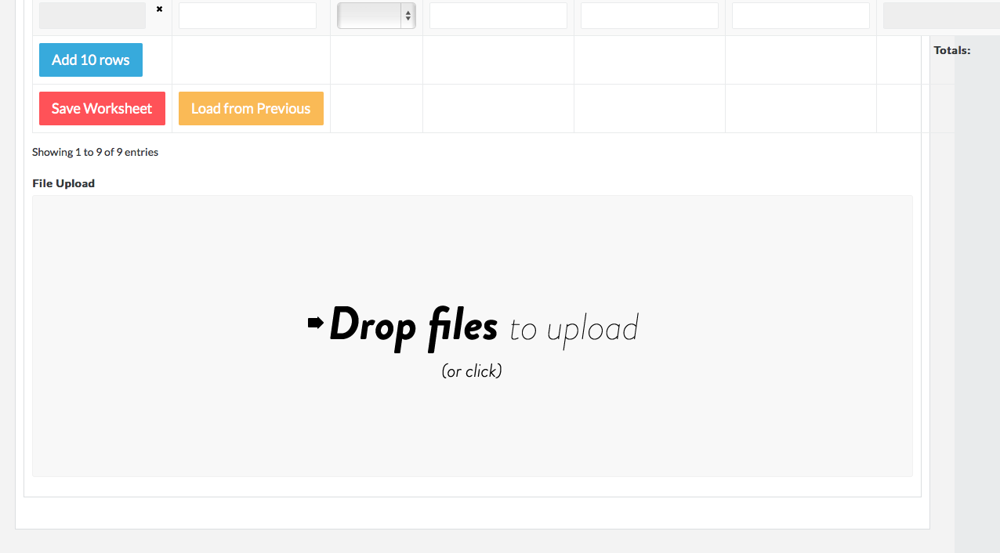 Add 10 rows
Totals:
Save Worksheet Load from Previous
Showing 1 to 9 of 9 entries
File Upload
Drop files to upload
(or click)